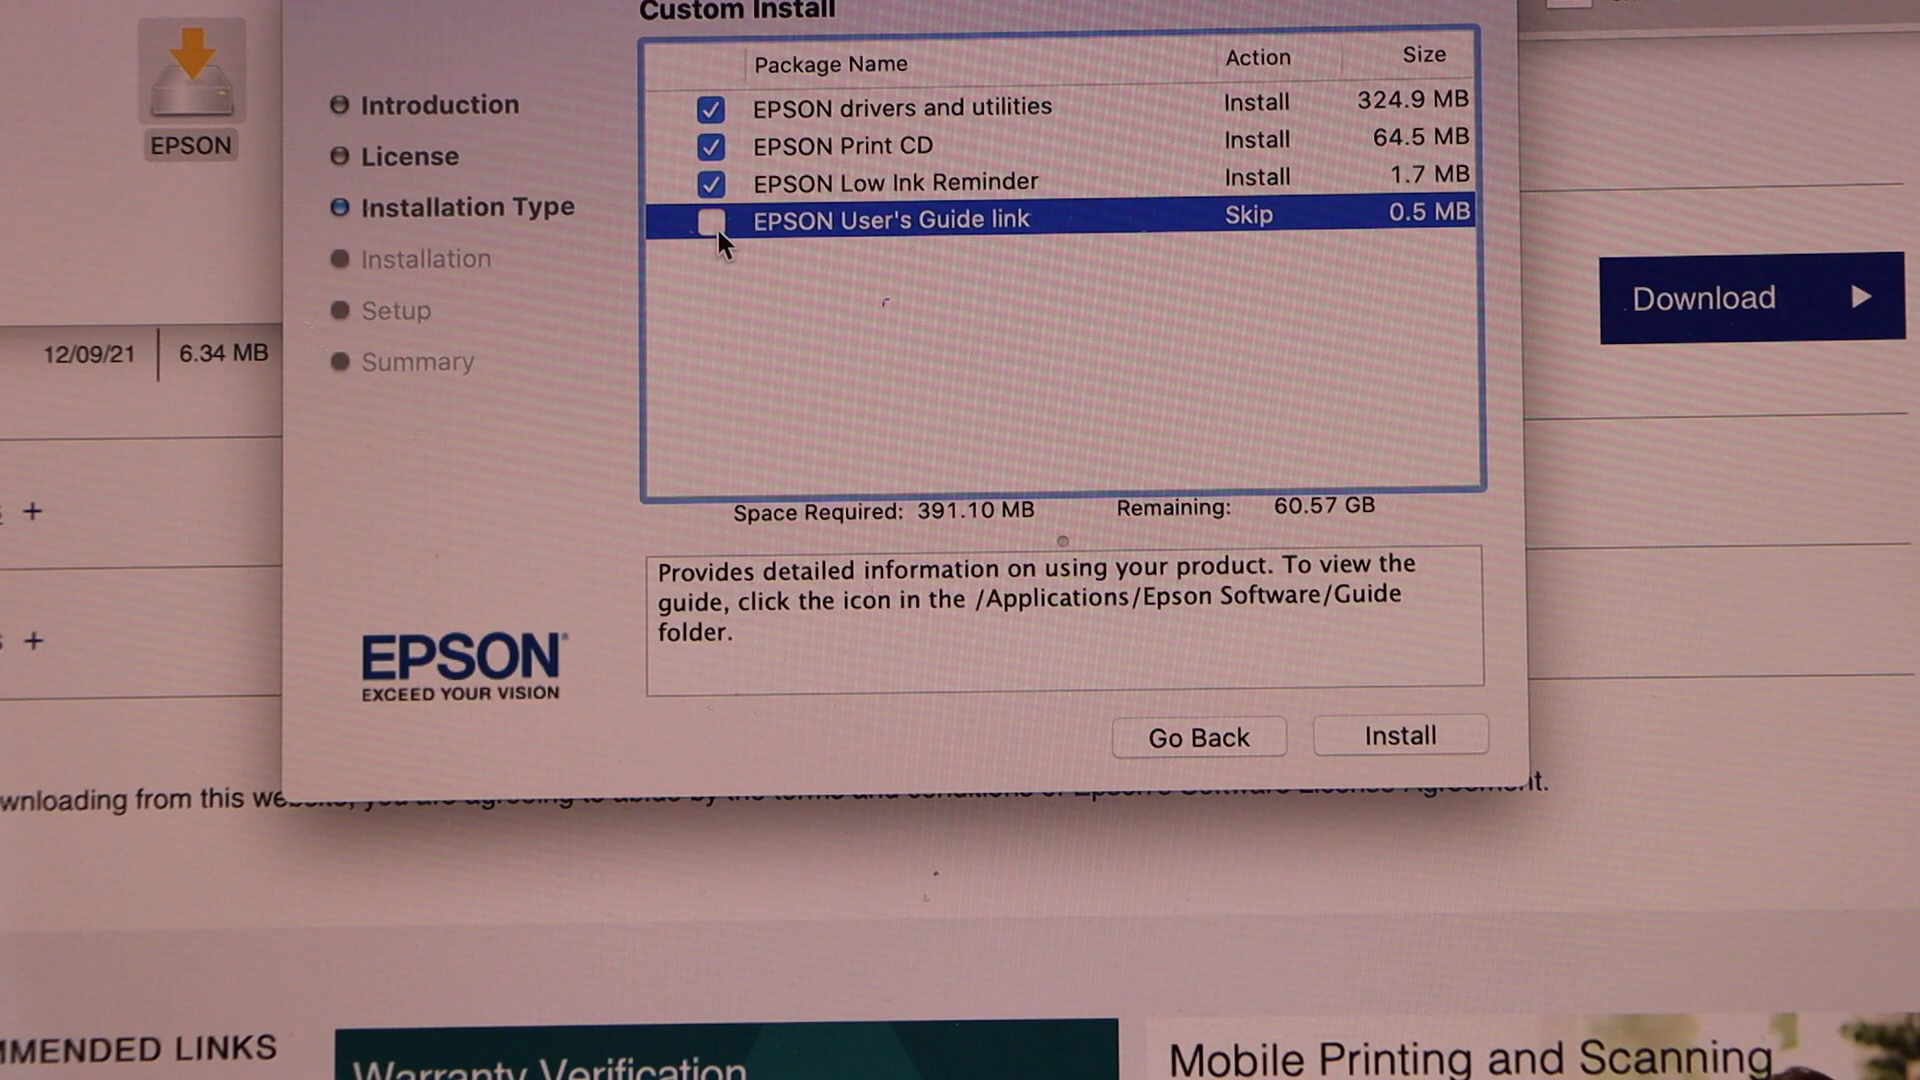 Custom Install
Package Name Action Size
EPSON drivers and utilities Install 324.9 MB
EPSON Print CD Install 64.5 MB
EPSON Low Ink Reminder Install 1.7 MB
EPSON User's Guide link Skip 0.5 MB
Space Required: 391.10 MB Remaining: 60.57 GB
Provides detailed information on using your product. To view the
guide, click the icon in the /Applications/Epson Software/Guide
folder.
Go Back Install
Introduction
License
Installation Type
Installation
Setup
Summary
EPSON
EXCEED YOUR VISION
EPSON
12/09/21 6.34 MB
+
+
Download
from this
LINKS
Warranty Verification
Mobile Printing and Scanning